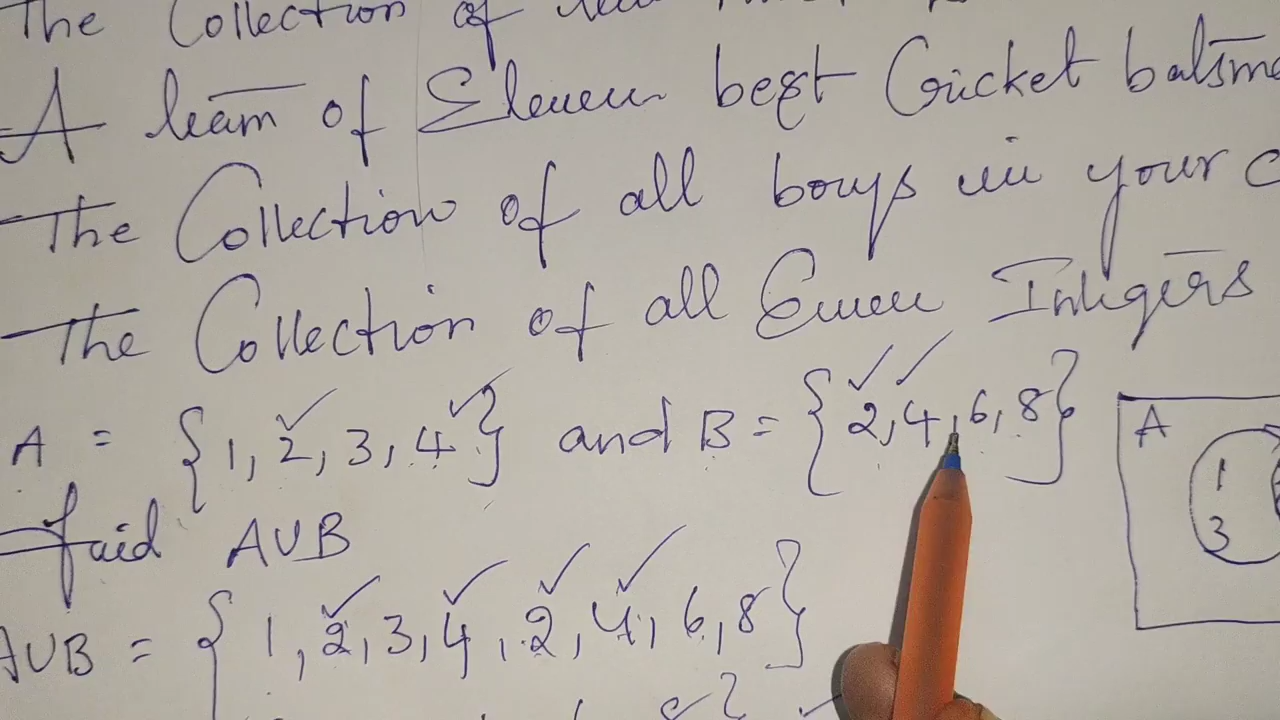 The Collection of
A team of Eleven best Cricket batsme
The Collection of all boys in your c
The Collection of all Even Integers
A = {1, 2, 3, 4} and B = {2, 4, 6, 8}
A
1
3
find A∪B
A∪B = {1, 2, 3, 4, 2, 4, 6, 8}